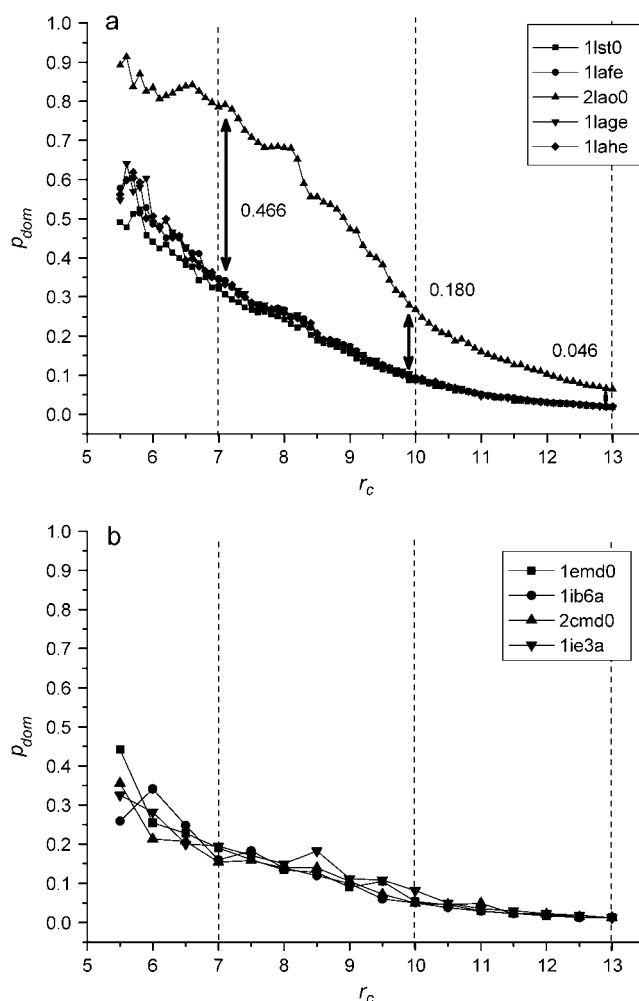 a
1.0
0.9
0.8
0.7
0.6
0.5
0.4
0.3
0.2
0.1
0.0
p_dom
1lst0
1lafe
2lao0
1lage
1lahe
0.466
0.180
0.046
5 6 7 8 9 10 11 12 13
r_c
b
1.0
0.9
0.8
0.7
0.6
0.5
0.4
0.3
0.2
0.1
0.0
p_dom
1emd0
1ib6a
2cmd0
1ie3a
5 6 7 8 9 10 11 12 13
r_c